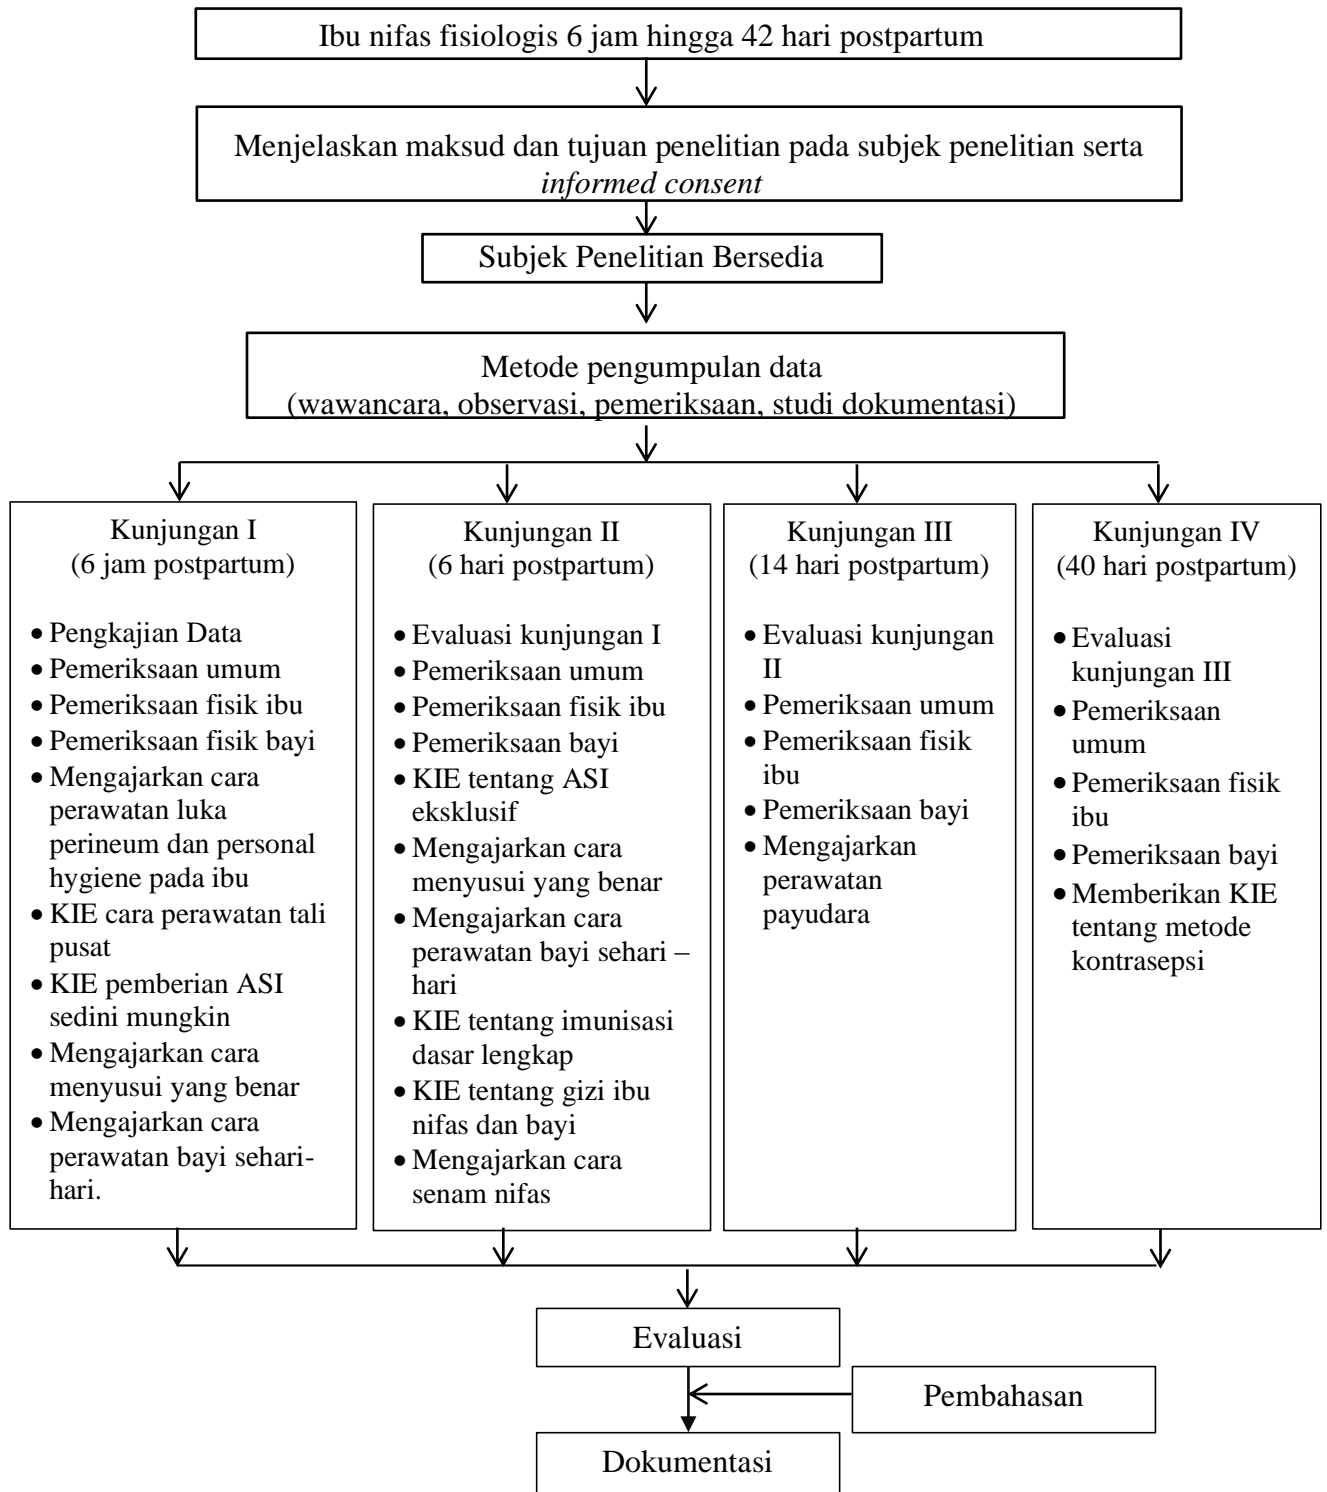 Ibu nifas fisiologis 6 jam hingga 42 hari postpartum
Menjelaskan maksud dan tujuan penelitian pada subjek penelitian serta
informed consent
Subjek Penelitian Bersedia
Metode pengumpulan data
(wawancara, observasi, pemeriksaan, studi dokumentasi)
Kunjungan I
(6 jam postpartum)
• Pengkajian Data
• Pemeriksaan umum
• Pemeriksaan fisik ibu
• Pemeriksaan fisik bayi
• Mengajarkan cara
perawatan luka
perineum dan personal
hygiene pada ibu
• KIE cara perawatan tali
pusat
• KIE pemberian ASI
sedini mungkin
• Mengajarkan cara
menyusui yang benar
• Mengajarkan cara
perawatan bayi sehari-
hari.
Kunjungan II
(6 hari postpartum)
• Evaluasi kunjungan I
• Pemeriksaan umum
• Pemeriksaan fisik ibu
• Pemeriksaan bayi
• KIE tentang ASI
eksklusif
• Mengajarkan cara
menyusui yang benar
• Mengajarkan cara
perawatan bayi sehari –
hari
• KIE tentang imunisasi
dasar lengkap
• KIE tentang gizi ibu
nifas dan bayi
• Mengajarkan cara
senam nifas
Kunjungan III
(14 hari postpartum)
• Evaluasi kunjungan
II
• Pemeriksaan umum
• Pemeriksaan fisik
ibu
• Pemeriksaan bayi
• Mengajarkan
perawatan
payudara
Kunjungan IV
(40 hari postpartum)
• Evaluasi
kunjungan III
• Pemeriksaan
umum
• Pemeriksaan fisik
ibu
• Pemeriksaan bayi
• Memberikan KIE
tentang metode
kontrasepsi
Evaluasi
Pembahasan
Dokumentasi